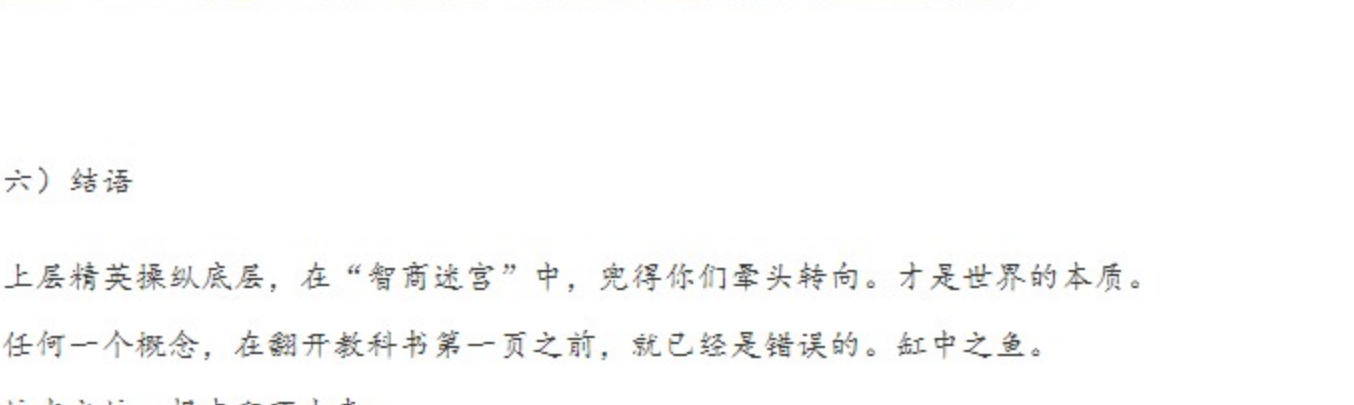 六）结语
上层精英操纵底层，在“智商迷宫”中，兜得你们晕头转向。才是世界的本质。
任何一个概念，在翻开教科书第一页之前，就已经是错误的。缸中之鱼。